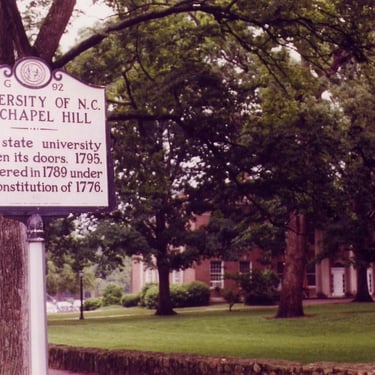 G 92
ERSITY OF N.C.
CHAPEL HILL
state university
en its doors. 1795.
ered in 1789 under
onstitution of 1776.